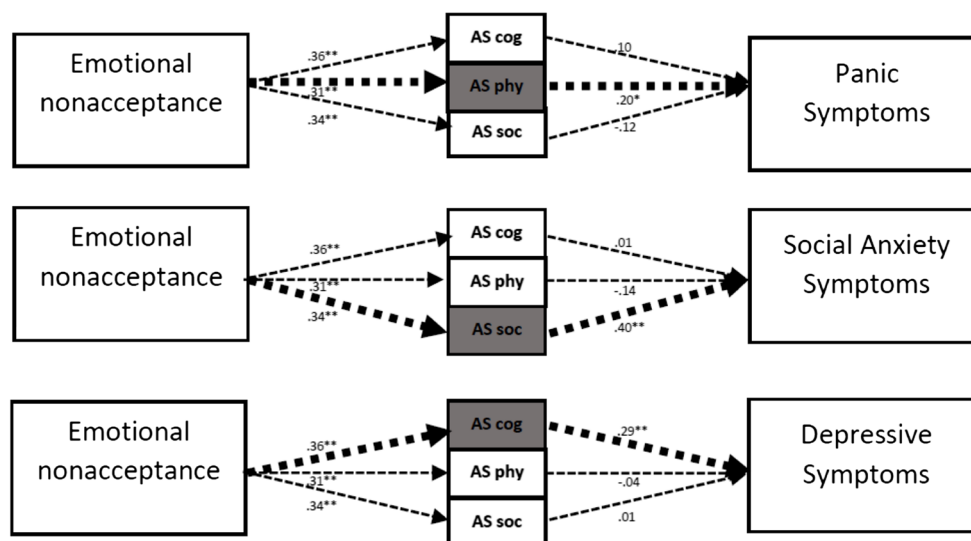 Emotional
nonacceptance
.36**
.31**
.34**
AS cog
AS phy
AS soc
.10
.20*
-.12
Panic
Symptoms
Emotional
nonacceptance
.36**
.31**
.34**
AS cog
AS phy
AS soc
.01
-.14
.40**
Social Anxiety
Symptoms
Emotional
nonacceptance
.36**
.31**
.34**
AS cog
AS phy
AS soc
.29**
-.04
.01
Depressive
Symptoms